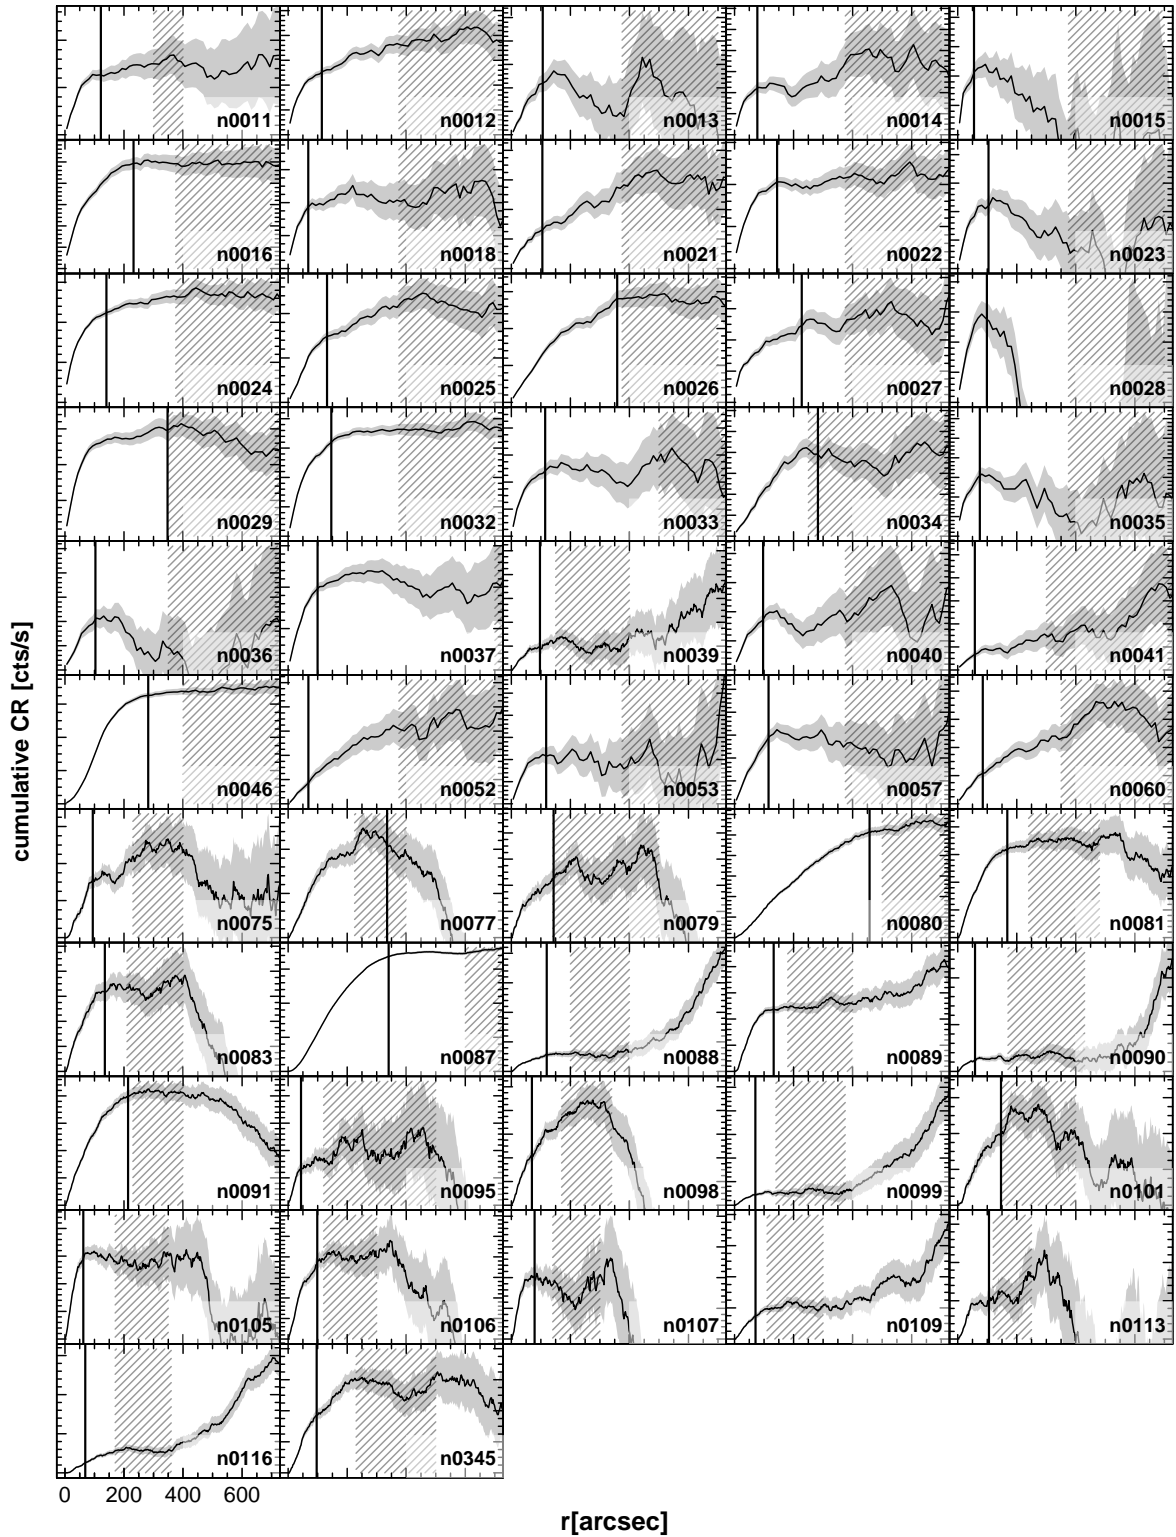 n0011 n0012 n0013 n0014 n0015
n0016 n0018 n0021 n0022 n0023
n0024 n0025 n0026 n0027 n0028
n0029 n0032 n0033 n0034 n0035
n0036 n0037 n0039 n0040 n0041
n0046 n0052 n0053 n0057 n0060
n0075 n0077 n0079 n0080 n0081
n0083 n0087 n0088 n0089 n0090
n0091 n0095 n0098 n0099 n0101
n0105 n0106 n0107 n0109 n0113
n0116 n0345
cumulative CR [cts/s]
0 200 400 600
r[arcsec]